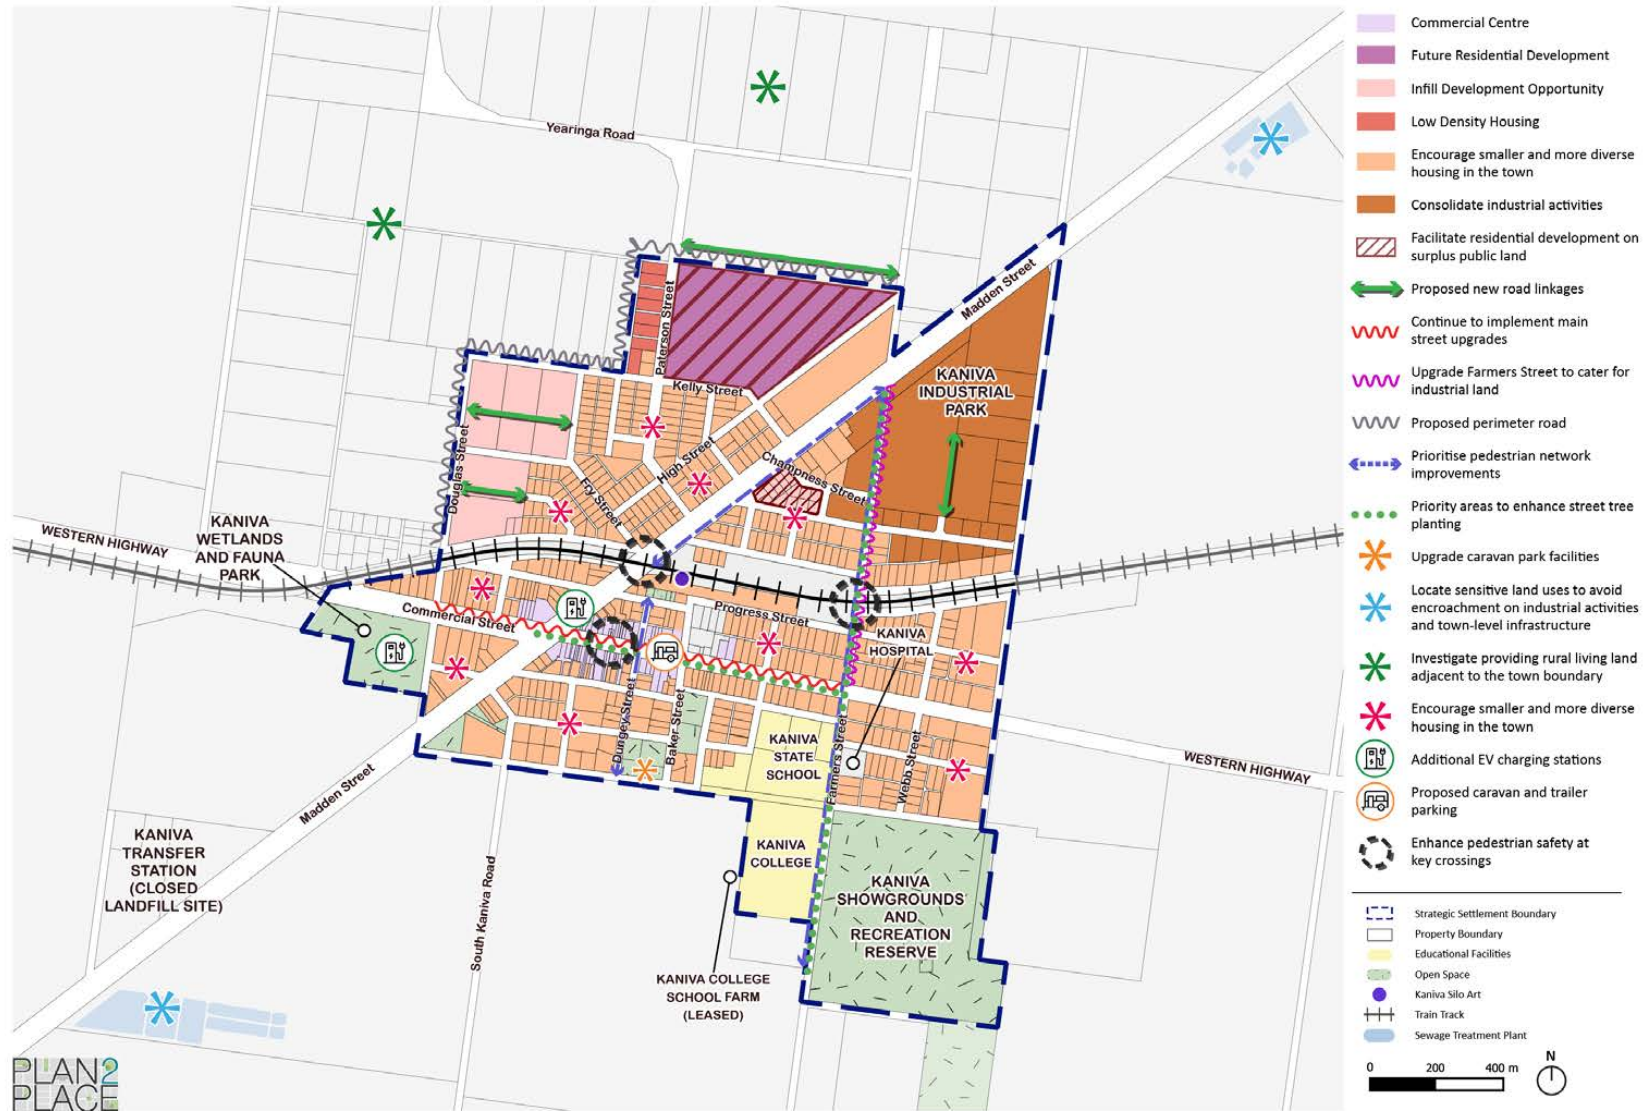 Yearinga Road
Paterson Street
Madden Street
Kelly Street
KANIVA
INDUSTRIAL
PARK
High Street
Champness Street
Douglas Street
Fry Street
KANIVA
WETLANDS
AND FAUNA
PARK
WESTERN HIGHWAY
Commercial Street
Progress Street
KANIVA
HOSPITAL
Dungey Street
Baker Street
KANIVA
STATE
SCHOOL
Farmers Street
Webb Street
WESTERN HIGHWAY
Madden Street
KANIVA
TRANSFER
STATION
(CLOSED
LANDFILL SITE)
South Kaniva Road
KANIVA
COLLEGE
KANIVA
SHOWGROUNDS
AND
RECREATION
RESERVE
KANIVA COLLEGE
SCHOOL FARM
(LEASED)
PLAN2
PLACE
Commercial Centre
Future Residential Development
Infill Development Opportunity
Low Density Housing
Encourage smaller and more diverse
housing in the town
Consolidate industrial activities
Facilitate residential development on
surplus public land
Proposed new road linkages
Continue to implement main
street upgrades
Upgrade Farmers Street to cater for
industrial land
Proposed perimeter road
Prioritise pedestrian network
improvements
Priority areas to enhance street tree
planting
Upgrade caravan park facilities
Locate sensitive land uses to avoid
encroachment on industrial activities
and town-level infrastructure
Investigate providing rural living land
adjacent to the town boundary
Encourage smaller and more diverse
housing in the town
Additional EV charging stations
Proposed caravan and trailer
parking
Enhance pedestrian safety at
key crossings
Strategic Settlement Boundary
Property Boundary
Educational Facilities
Open Space
Kaniva Silo Art
Train Track
Sewage Treatment Plant
0 200 400 m
N